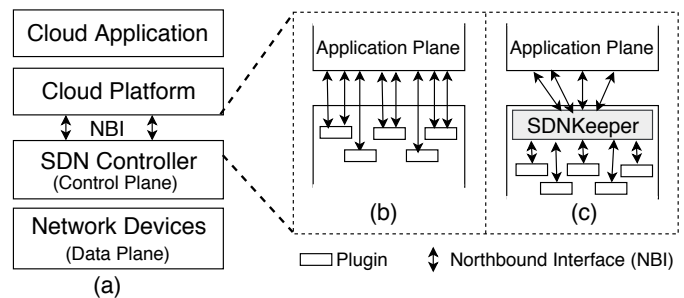 Cloud Application
Cloud Platform
NBI
SDN Controller
(Control Plane)
Network Devices
(Data Plane)
(a)
Application Plane
(b)
Application Plane
SDNKeeper
(c)
Plugin
Northbound Interface (NBI)